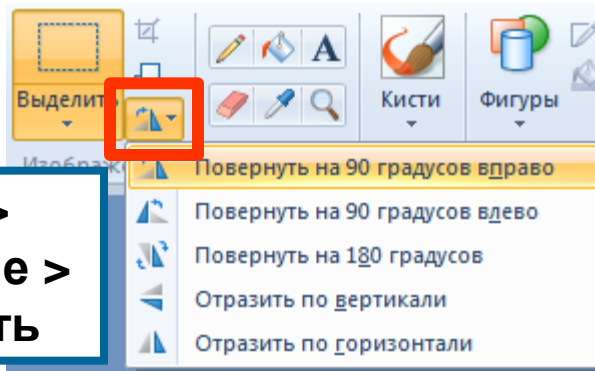 Выделить
A
Кисти
Фигуры
Повернуть на 90 градусов вправо
Повернуть на 90 градусов влево
Повернуть на 180 градусов
Отразить по вертикали
Отразить по горизонтали
>
е >
ть